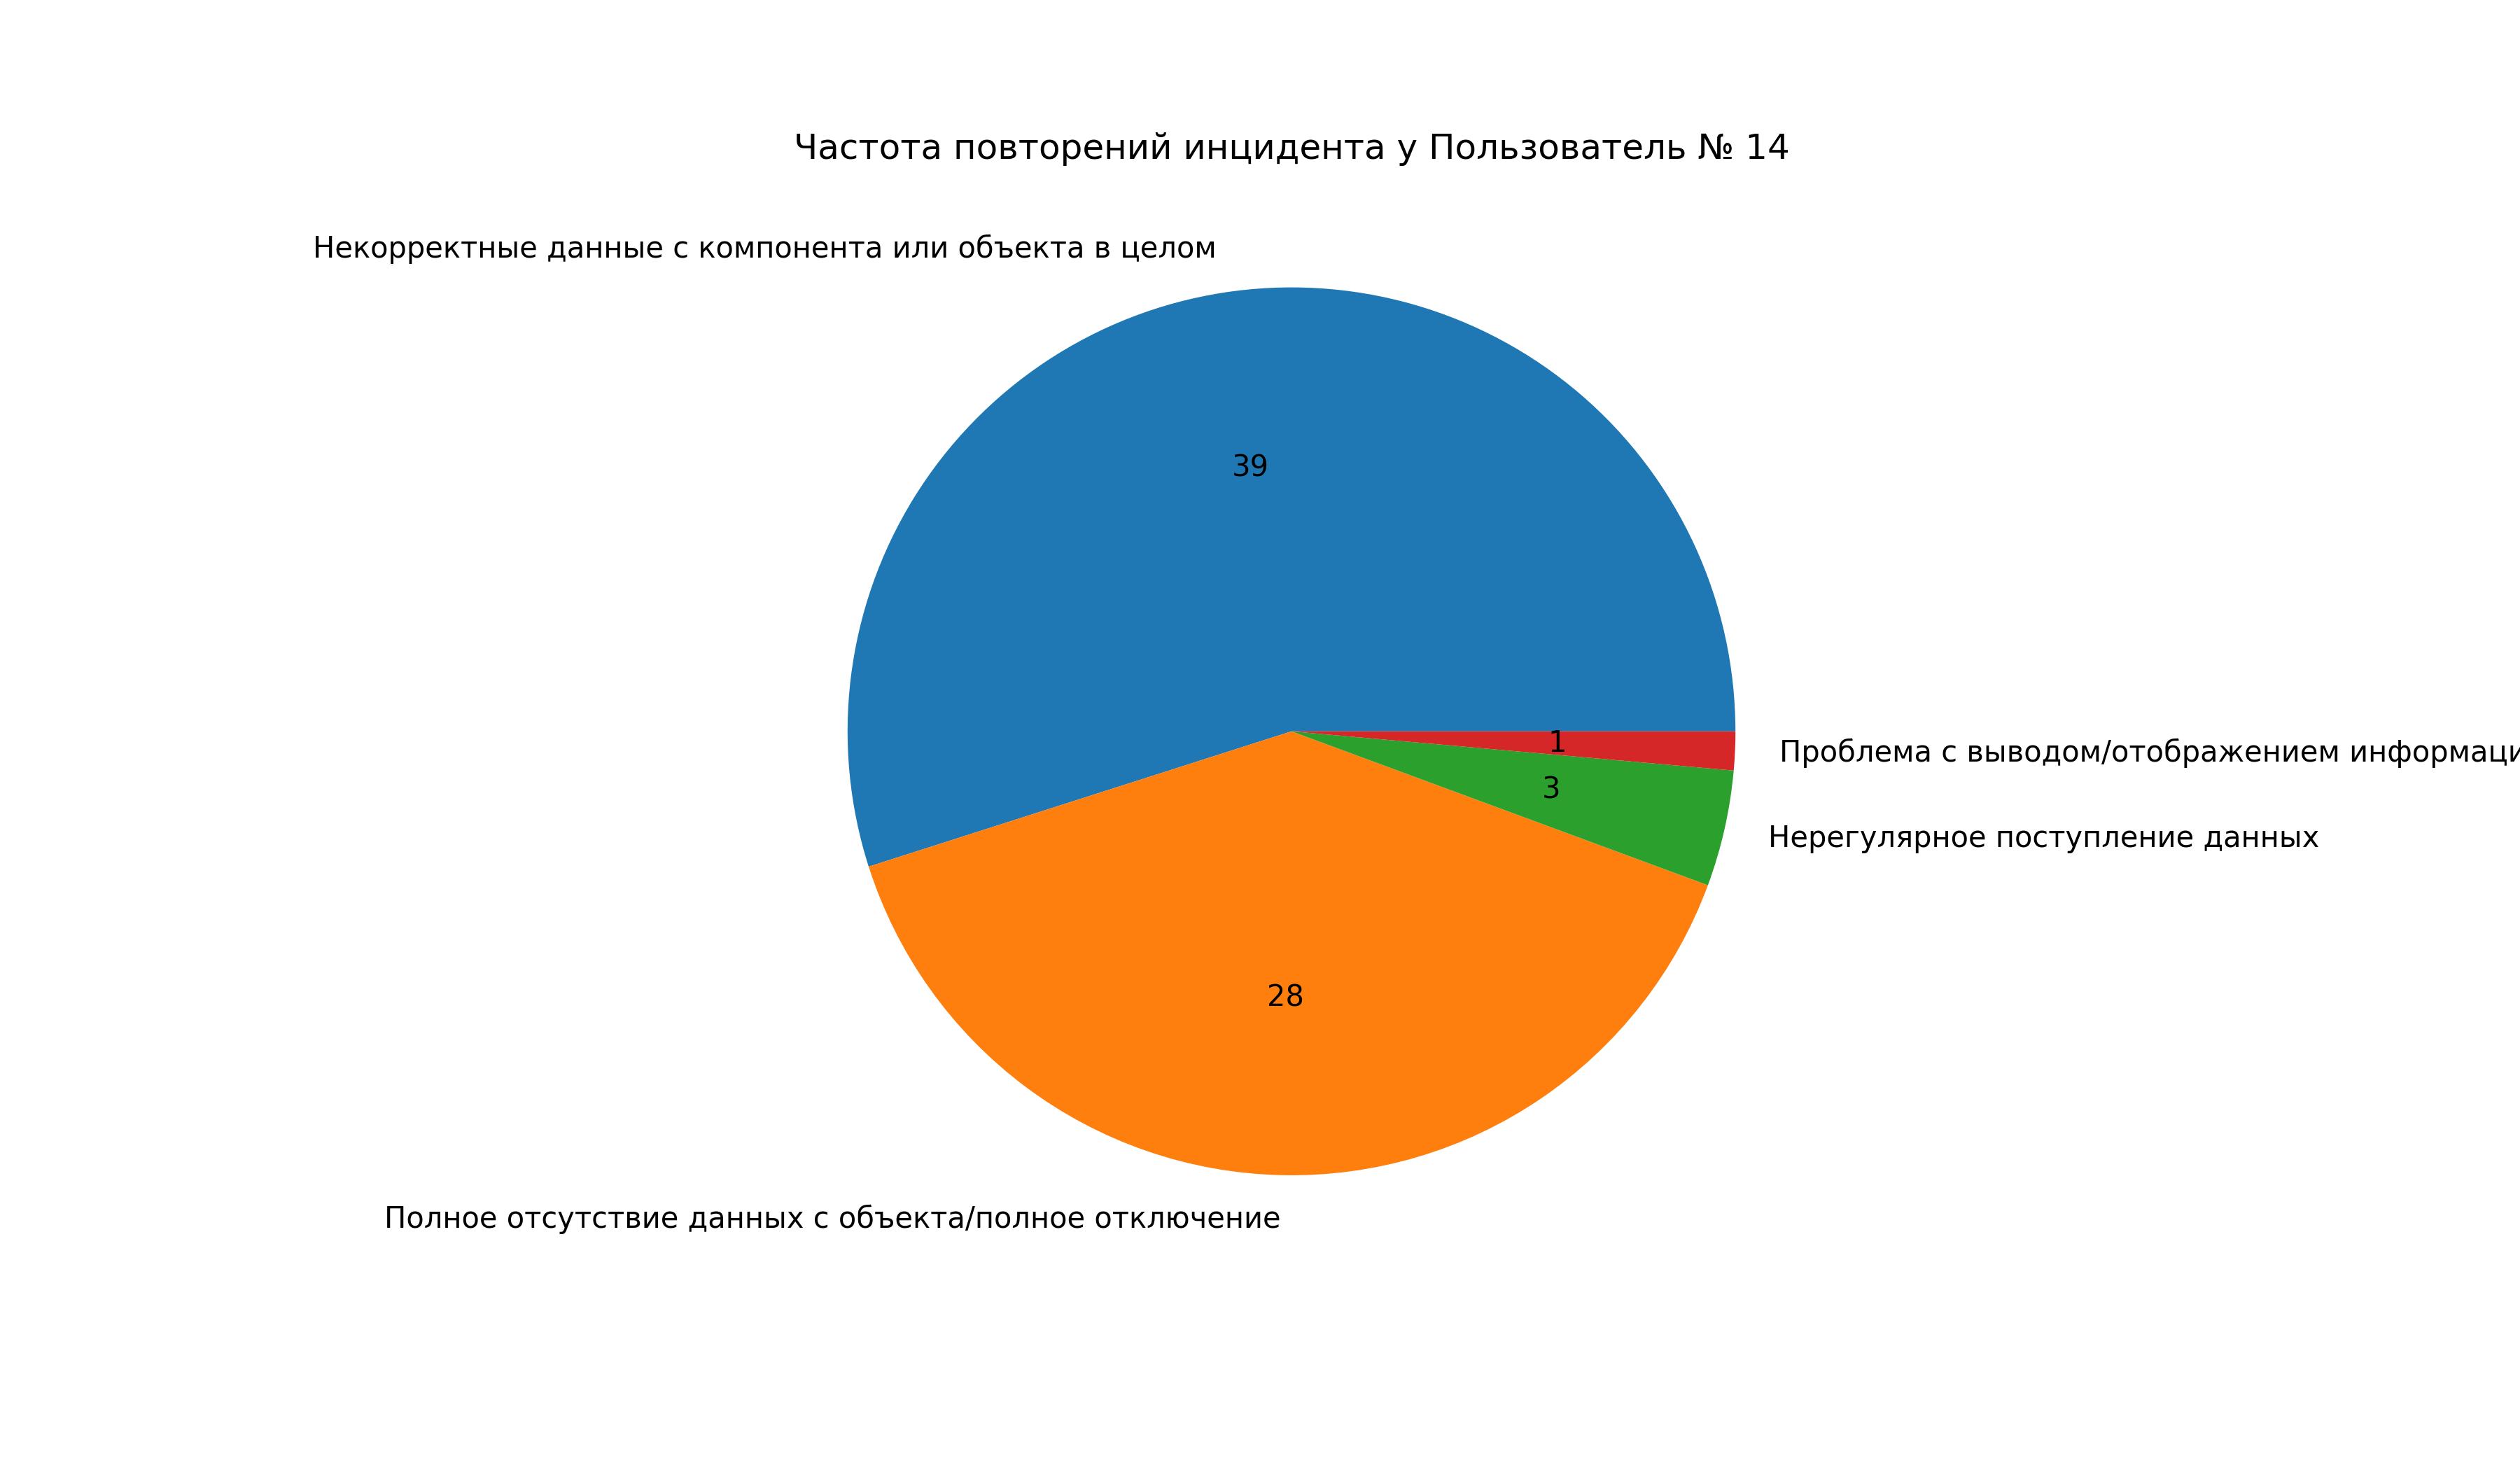 Частота повторений инцидента у Пользователь № 14
Некорректные данные с компонента или объекта в целом
39
1
Проблема с выводом/отображением информаци
3
Нерегулярное поступление данных
28
Полное отсутствие данных с объекта/полное отключение